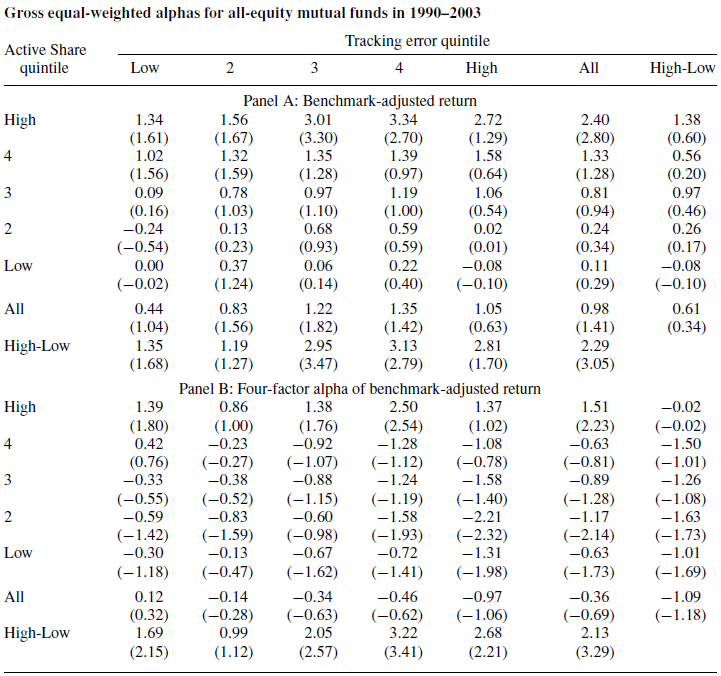 Gross equal-weighted alphas for all-equity mutual funds in 1990–2003
Tracking error quintile
Active Share
quintile Low 2 3 4 High All High-Low
Panel A: Benchmark-adjusted return
High 1.34 1.56 3.01 3.34 2.72 2.40 1.38
(1.61) (1.67) (3.30) (2.70) (1.29) (2.80) (0.60)
4 1.02 1.32 1.35 1.39 1.58 1.33 0.56
(1.56) (1.59) (1.28) (0.97) (0.64) (1.28) (0.20)
3 0.09 0.78 0.97 1.19 1.06 0.81 0.97
(0.16) (1.03) (1.10) (1.00) (0.54) (0.94) (0.46)
2 −0.24 0.13 0.68 0.59 0.02 0.24 0.26
(−0.54) (0.23) (0.93) (0.59) (0.01) (0.34) (0.17)
Low 0.00 0.37 0.06 0.22 −0.08 0.11 −0.08
(−0.02) (1.24) (0.14) (0.40) (−0.10) (0.29) (−0.10)
All 0.44 0.83 1.22 1.35 1.05 0.98 0.61
(1.04) (1.56) (1.82) (1.42) (0.63) (1.41) (0.34)
High-Low 1.35 1.19 2.95 3.13 2.81 2.29
(1.68) (1.27) (3.47) (2.79) (1.70) (3.05)
Panel B: Four-factor alpha of benchmark-adjusted return
High 1.39 0.86 1.38 2.50 1.37 1.51 −0.02
(1.80) (1.00) (1.76) (2.54) (1.02) (2.23) (−0.02)
4 0.42 −0.23 −0.92 −1.28 −1.08 −0.63 −1.50
(0.76) (−0.27) (−1.07) (−1.12) (−0.78) (−0.81) (−1.01)
3 −0.33 −0.38 −0.88 −1.24 −1.58 −0.89 −1.26
(−0.55) (−0.52) (−1.15) (−1.19) (−1.40) (−1.28) (−1.08)
2 −0.59 −0.83 −0.60 −1.58 −2.21 −1.17 −1.63
(−1.42) (−1.59) (−0.98) (−1.93) (−2.32) (−2.14) (−1.73)
Low −0.30 −0.13 −0.67 −0.72 −1.31 −0.63 −1.01
(−1.18) (−0.47) (−1.62) (−1.41) (−1.98) (−1.73) (−1.69)
All 0.12 −0.14 −0.34 −0.46 −0.97 −0.36 −1.09
(0.32) (−0.28) (−0.63) (−0.62) (−1.06) (−0.69) (−1.18)
High-Low 1.69 0.99 2.05 3.22 2.68 2.13
(2.15) (1.12) (2.57) (3.41) (2.21) (3.29)